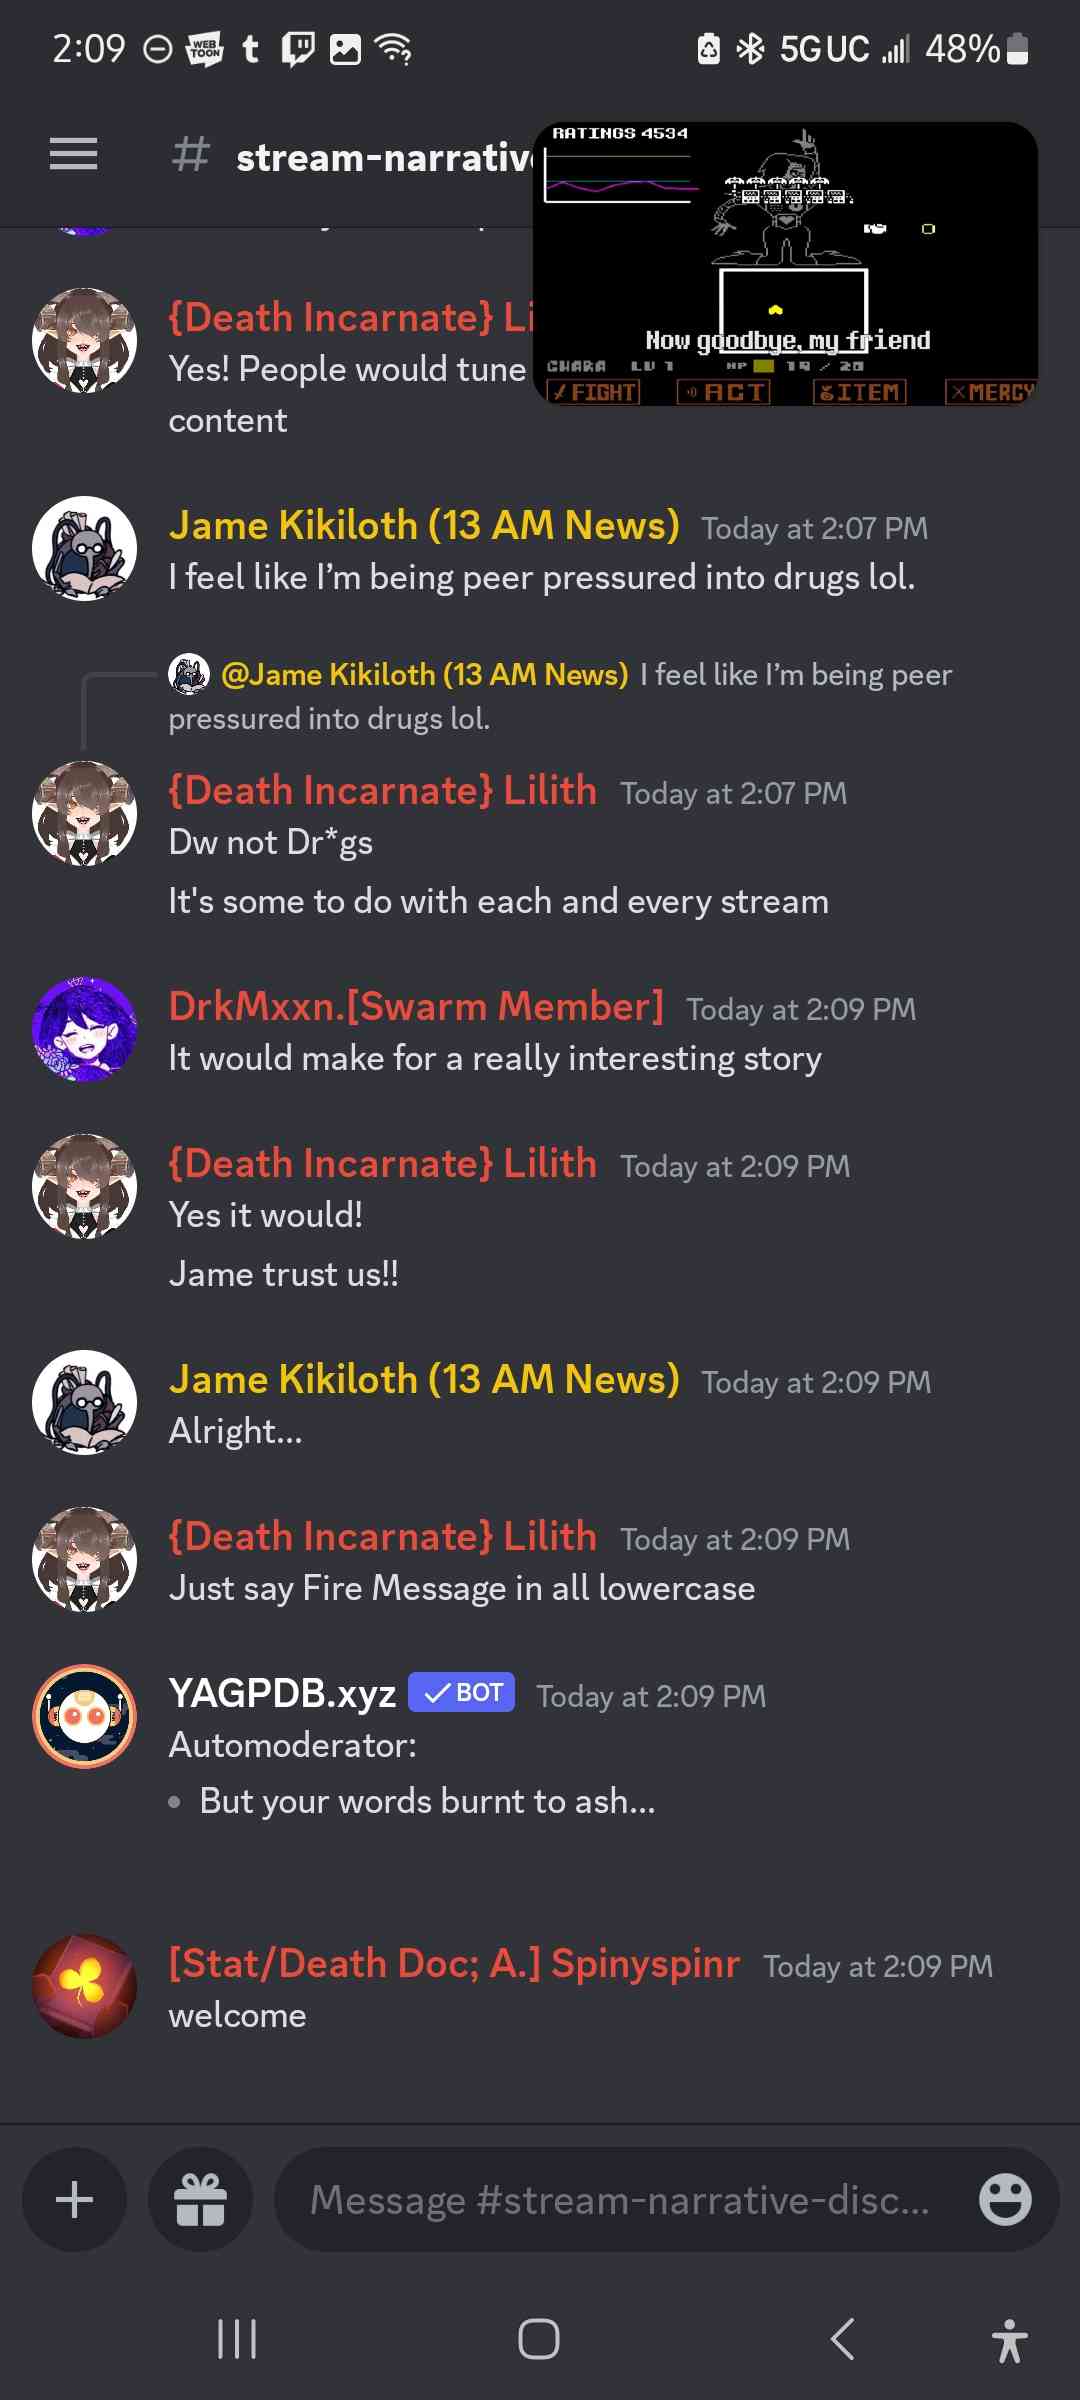 2:09
WEB
TOON
t
5G UC
48%
# stream-narrative
RATINGS 4534
Now goodbye, my friend
CHARA LV 1 HP 19 / 20
FIGHT ACT ITEM MERCY
{Death Incarnate} Li
Yes! People would tune
content
Jame Kikiloth (13 AM News) Today at 2:07 PM
I feel like I’m being peer pressured into drugs lol.
@Jame Kikiloth (13 AM News) I feel like I’m being peer
pressured into drugs lol.
{Death Incarnate} Lilith Today at 2:07 PM
Dw not Dr*gs
It's some to do with each and every stream
DrkMxxn.[Swarm Member] Today at 2:09 PM
It would make for a really interesting story
{Death Incarnate} Lilith Today at 2:09 PM
Yes it would!
Jame trust us!!
Jame Kikiloth (13 AM News) Today at 2:09 PM
Alright...
{Death Incarnate} Lilith Today at 2:09 PM
Just say Fire Message in all lowercase
YAGPDB.xyz ✓ BOT Today at 2:09 PM
Automoderator:
• But your words burnt to ash...
[Stat/Death Doc; A.] Spinyspinr Today at 2:09 PM
welcome
Message #stream-narrative-disc...